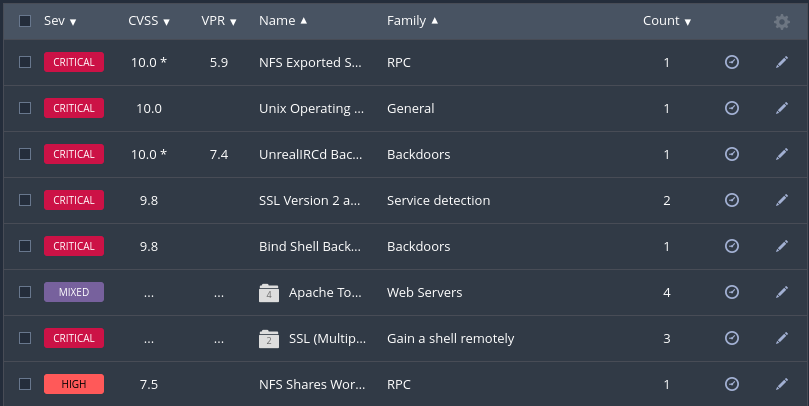 Sev ▼ CVSS ▼ VPR ▼ Name ▲ Family ▲ Count ▼
CRITICAL 10.0 * 5.9 NFS Exported S... RPC 1
CRITICAL 10.0 Unix Operating ... General 1
CRITICAL 10.0 * 7.4 UnrealIRCd Bac... Backdoors 1
CRITICAL 9.8 SSL Version 2 a... Service detection 2
CRITICAL 9.8 Bind Shell Back... Backdoors 1
MIXED ... ... 4 Apache To... Web Servers 4
CRITICAL ... ... 2 SSL (Multip... Gain a shell remotely 3
HIGH 7.5 NFS Shares Wor... RPC 1